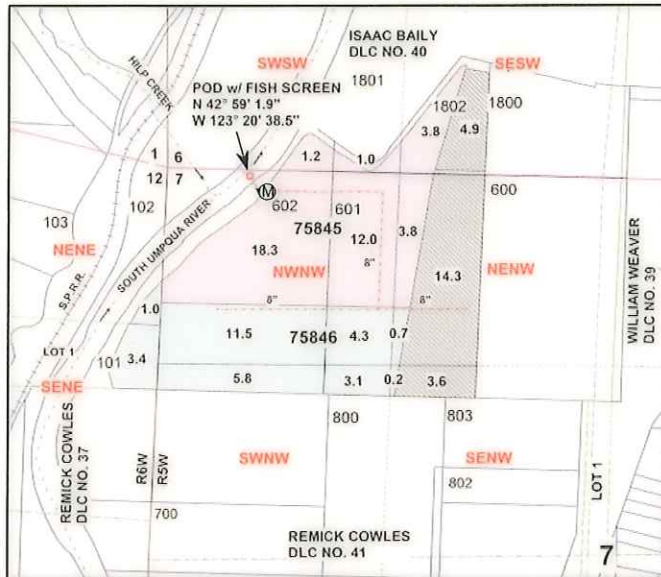 ISAAC BAILY
DLC NO. 40
SWSW
SESW
1801
HILP CREEK
POD w/ FISH SCREEN
N 42° 59' 1.9"
W 123° 20' 38.5"
1802
1800
3.8
4.9
1
6
1.2
1.0
12
7
M
600
103
102
602
601
SOUTH UMPQUA RIVER
75845
3.8
12.0
NENE
18.3
8"
NWNW
14.3
NENW
S.P.R.R.
WILLIAM WEAVER
DLC NO. 39
8"
8"
1.0
11.5
75846
4.3
0.7
LOT 1
101
3.4
SENE
5.8
3.1
0.2
3.6
800
803
REMICK COWLES
DLC NO. 37
R6W
R5W
SWNW
SENW
802
LOT 1
700
REMICK COWLES
DLC NO. 41
7